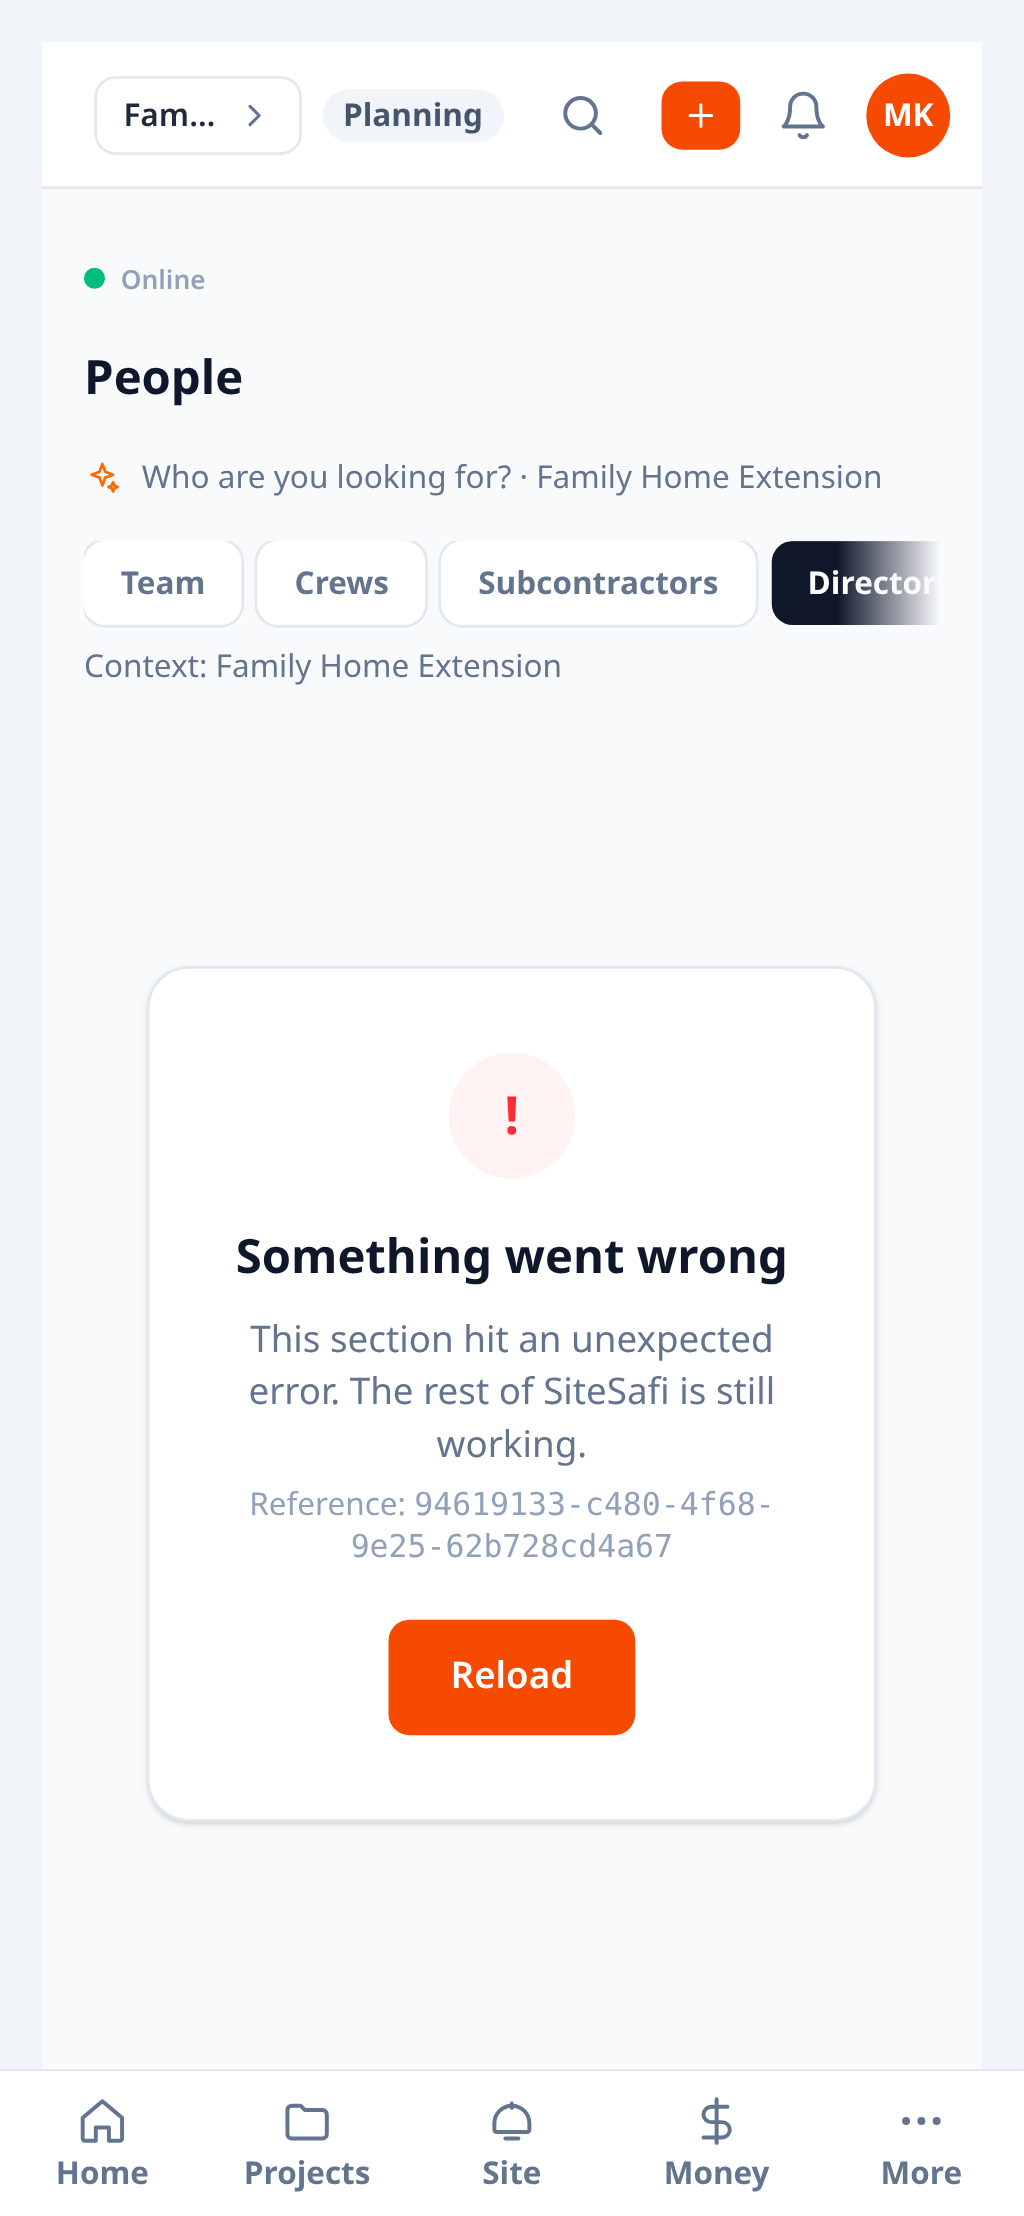 Fam...
Planning
MK
Online
People
Who are you looking for? · Family Home Extension
Team
Crews
Subcontractors
Director
Context: Family Home Extension
!
Something went wrong
This section hit an unexpected
error. The rest of SiteSafi is still
working.
Reference: 94619133-c480-4f68-
9e25-62b728cd4a67
Reload
Home
Projects
Site
Money
More